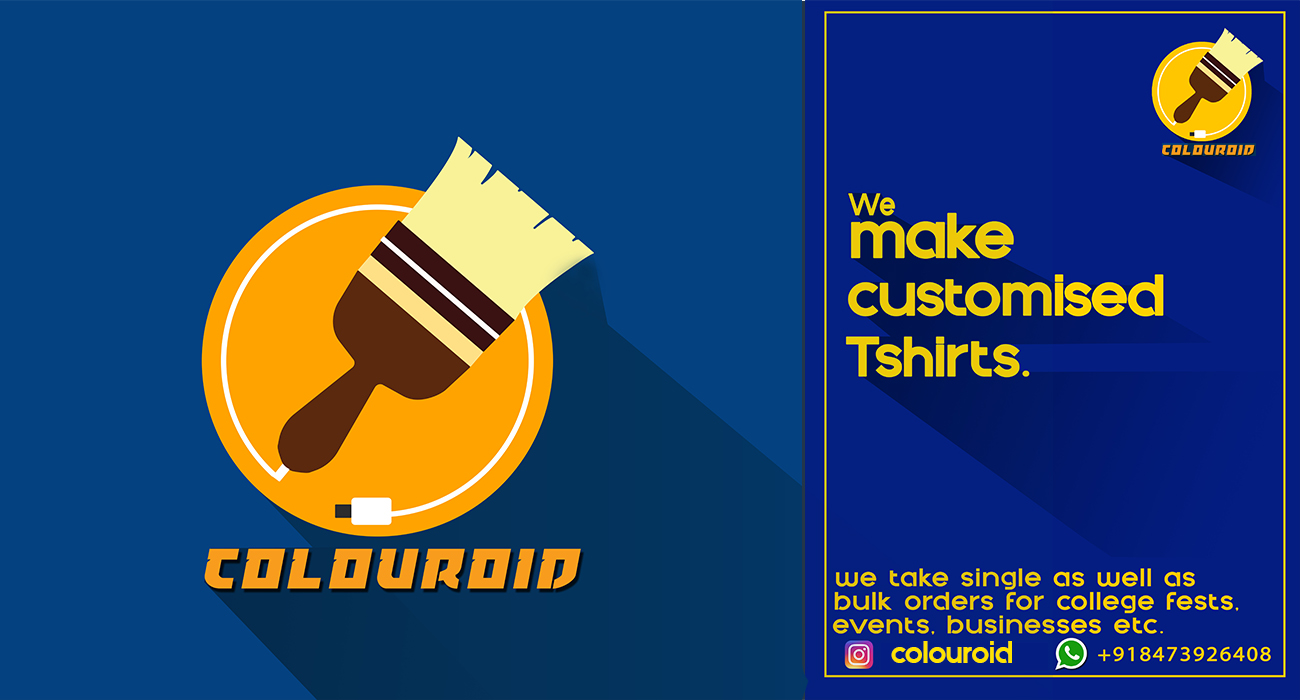 COLOUROID
COLOUROID
We
make
customised
Tshirts.
we take single as well as
bulk orders for college fests,
events, businesses etc.
colouroid +918473926408